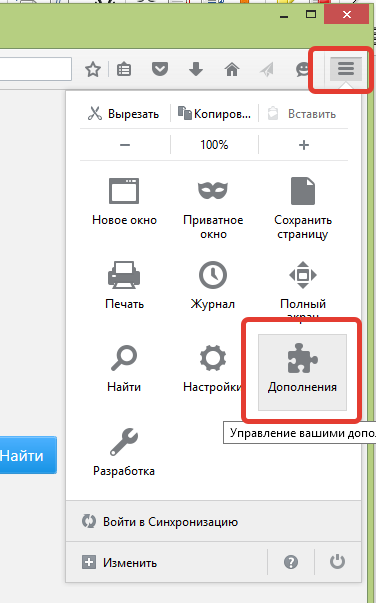 Вырезать Копиров... Вставить
– 100% +
Новое окно Приватное окно Сохранить страницу
Печать Журнал Полный экран
Найти Настройки Дополнения
Управление вашими допол
Найти
Разработка
Войти в Синхронизацию
Изменить ?